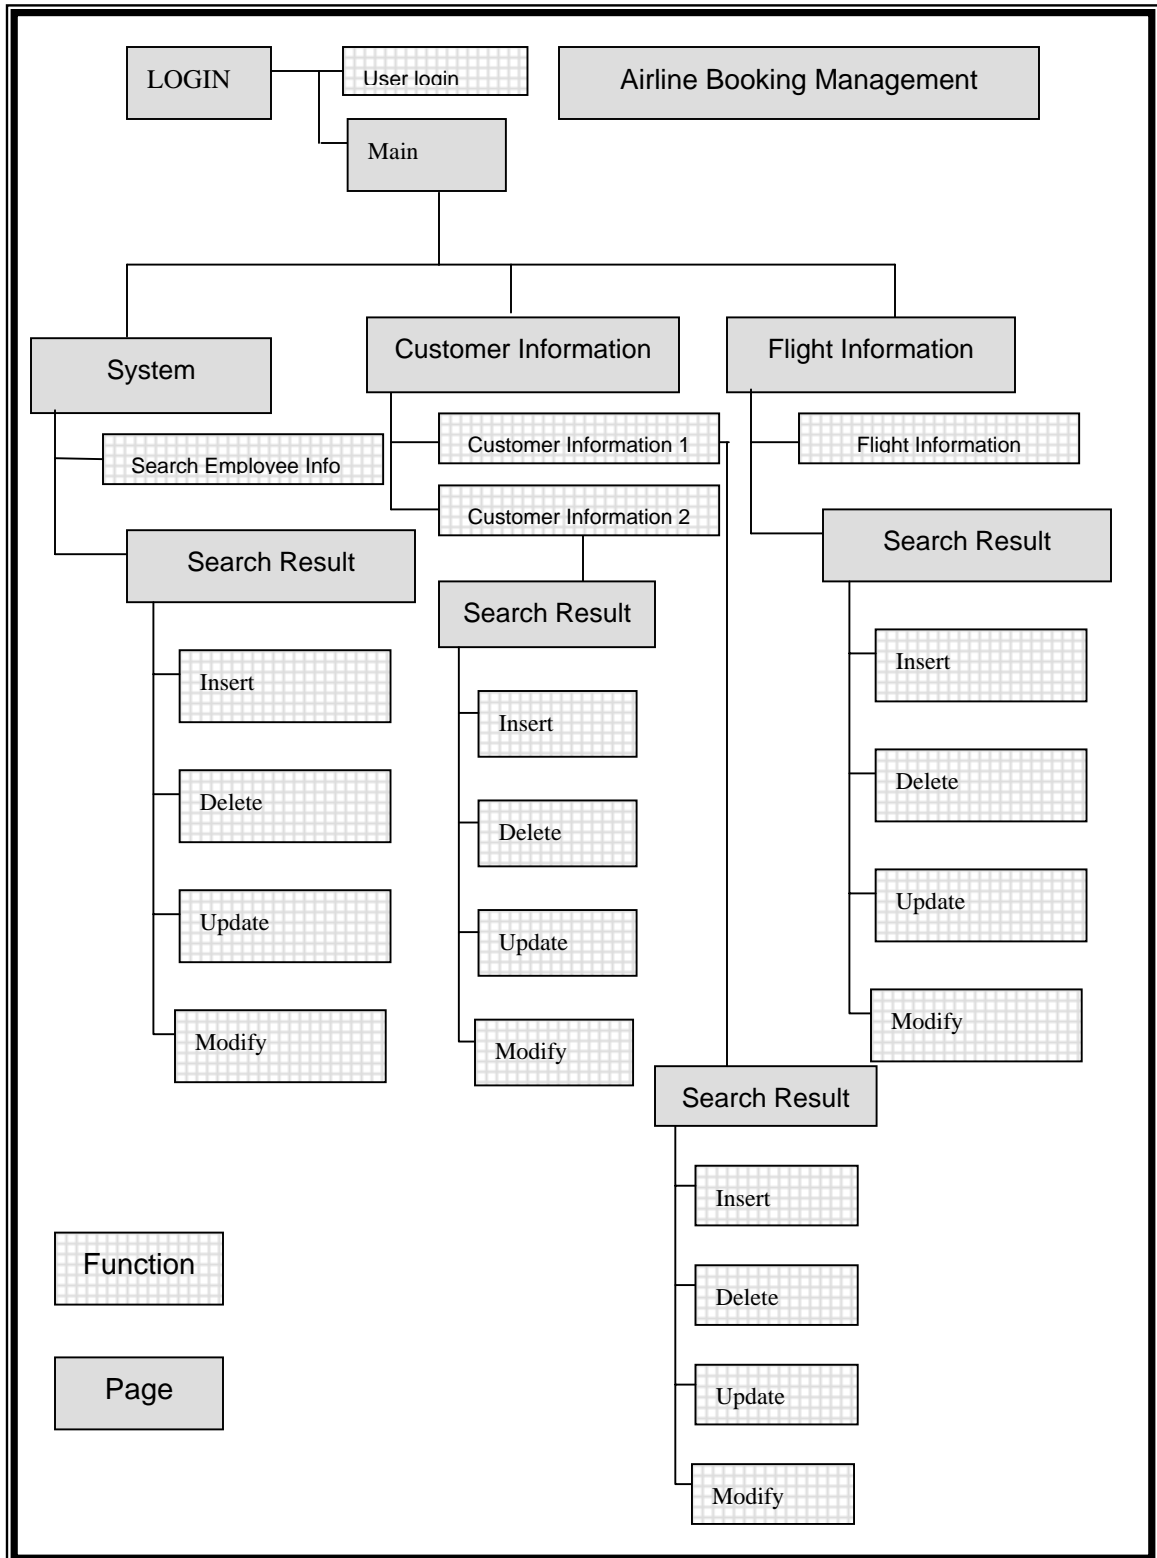 LOGIN
User login
Airline Booking Management
Main
System
Customer Information
Flight Information
Search Employee Info
Customer Information 1
Customer Information 2
Flight Information
Search Result
Insert
Delete
Update
Modify
Search Result
Insert
Delete
Update
Modify
Search Result
Insert
Delete
Update
Modify
Search Result
Insert
Delete
Update
Modify
Function
Page